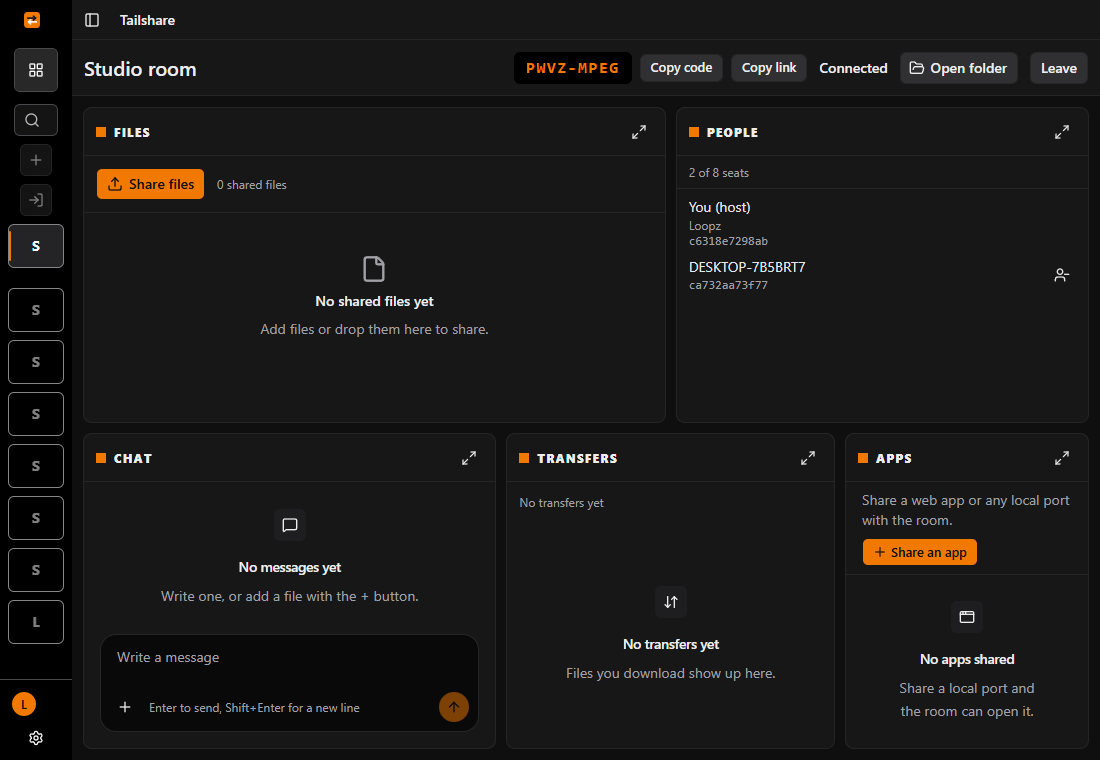 Tailshare
Studio room
PWVZ-MPEG
Copy code
Copy link
Connected
Open folder
Leave
S
S
S
S
S
S
S
L
L
FILES
Share files
0 shared files
No shared files yet
Add files or drop them here to share.
PEOPLE
2 of 8 seats
You (host)
Loopz
c6318e7298ab
DESKTOP-7B5BRT7
ca732aa73f77
CHAT
No messages yet
Write one, or add a file with the + button.
Write a message
Enter to send, Shift+Enter for a new line
TRANSFERS
No transfers yet
No transfers yet
Files you download show up here.
APPS
Share a web app or any local port
with the room.
Share an app
No apps shared
Share a local port and
the room can open it.